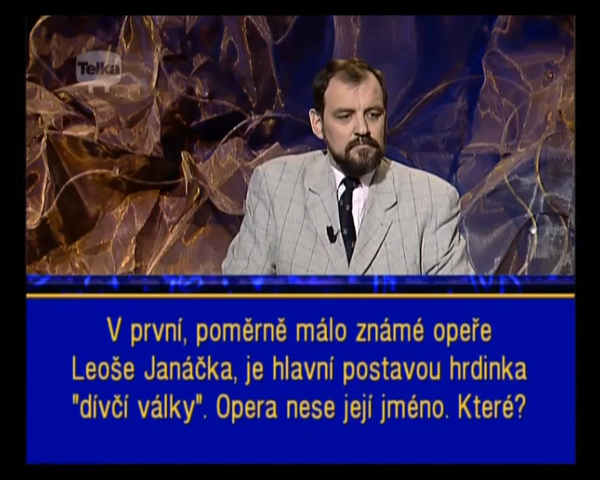 Telka
V první, poměrně málo známé opeře
Leoše Janáčka, je hlavní postavou hrdinka
"dívčí války". Opera nese její jméno. Které?